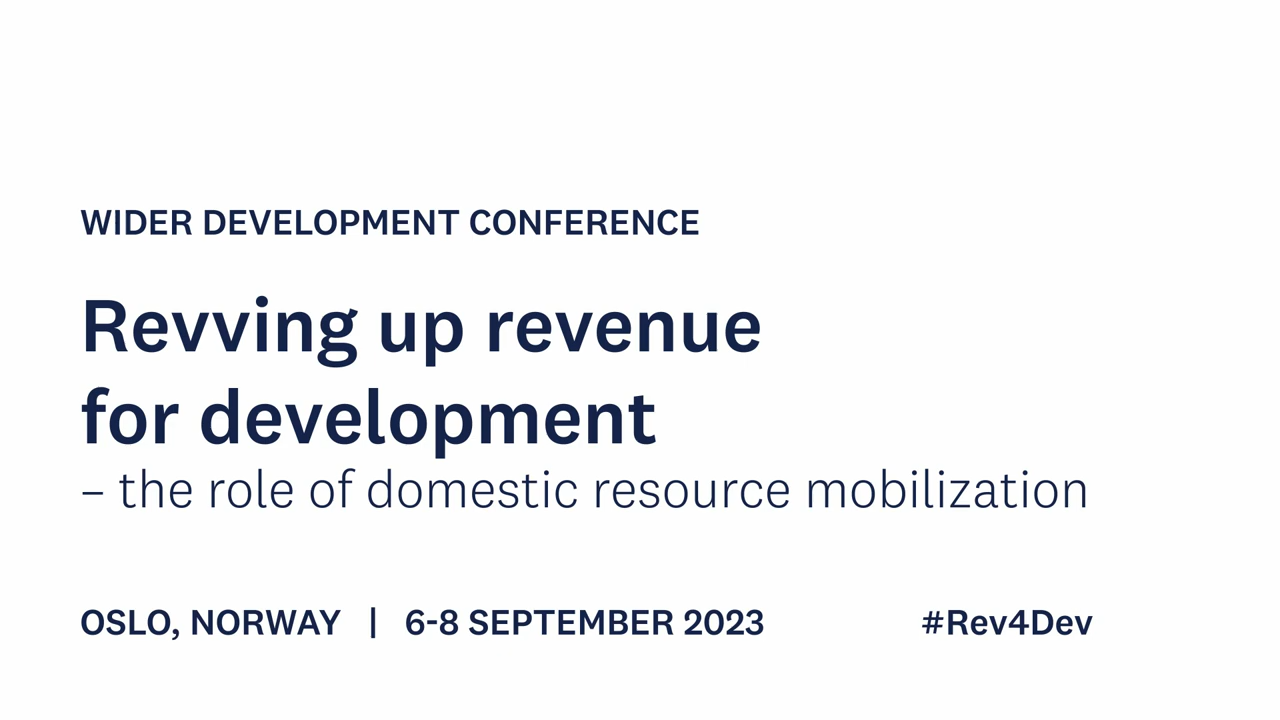 WIDER DEVELOPMENT CONFERENCE
Revving up revenue
for development
– the role of domestic resource mobilization
OSLO, NORWAY | 6-8 SEPTEMBER 2023 #Rev4Dev